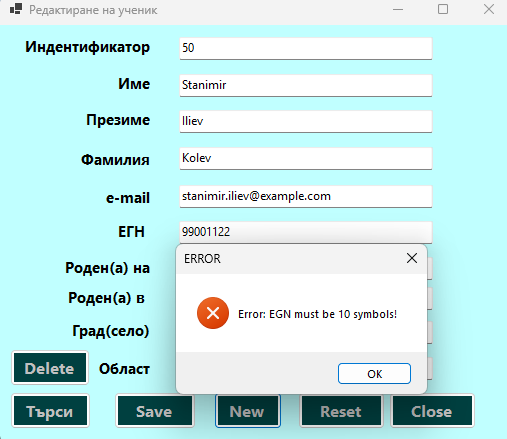 Редактиране на ученик
Индентификатор 50
Име Stanimir
Презиме Iliev
Фамилия Kolev
e-mail stanimir.iliev@example.com
ЕГН 99001122
ERROR
Роден(а) на
Error: EGN must be 10 symbols!
Роден(а) в
Град(село)
OK
Delete Област
Търси Save New Reset Close